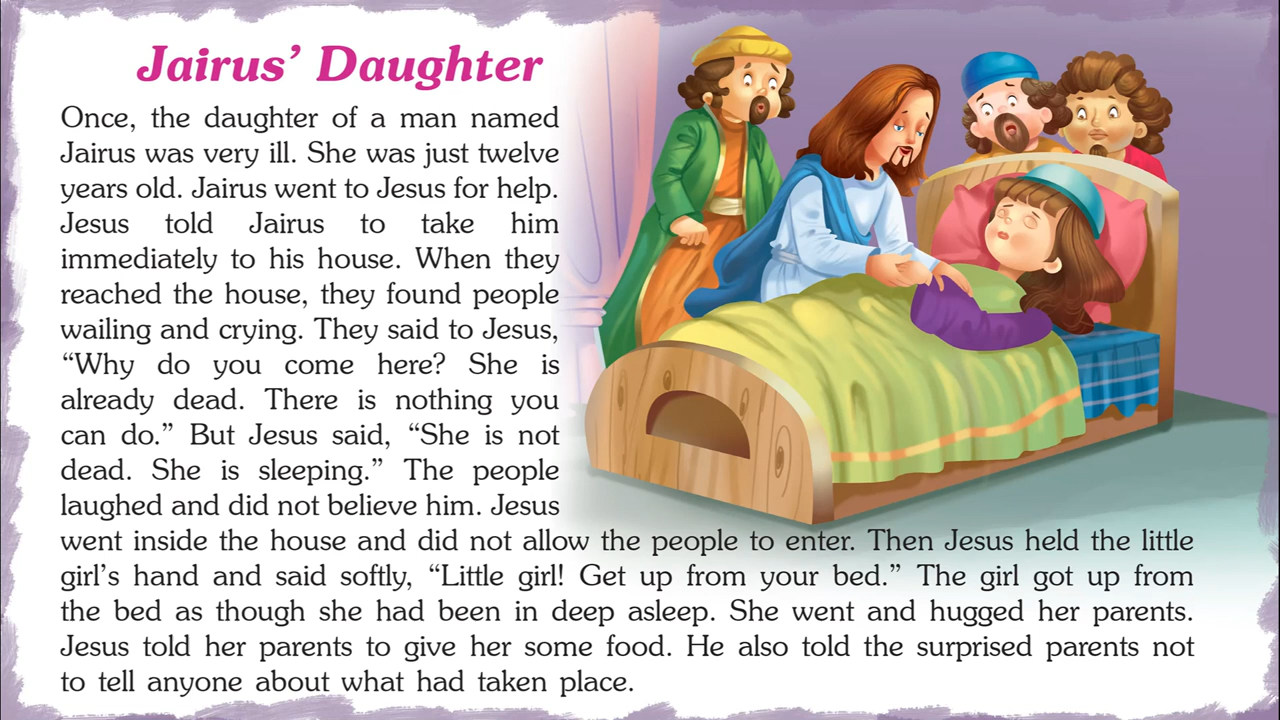 Jairus’ Daughter
Once, the daughter of a man named
Jairus was very ill. She was just twelve
years old. Jairus went to Jesus for help.
Jesus told Jairus to take him
immediately to his house. When they
reached the house, they found people
wailing and crying. They said to Jesus,
“Why do you come here? She is
already dead. There is nothing you
can do.” But Jesus said, “She is not
dead. She is sleeping.” The people
laughed and did not believe him. Jesus
went inside the house and did not allow the people to enter. Then Jesus held the little
girl’s hand and said softly, “Little girl! Get up from your bed.” The girl got up from
the bed as though she had been in deep asleep. She went and hugged her parents.
Jesus told her parents to give her some food. He also told the surprised parents not
to tell anyone about what had taken place.